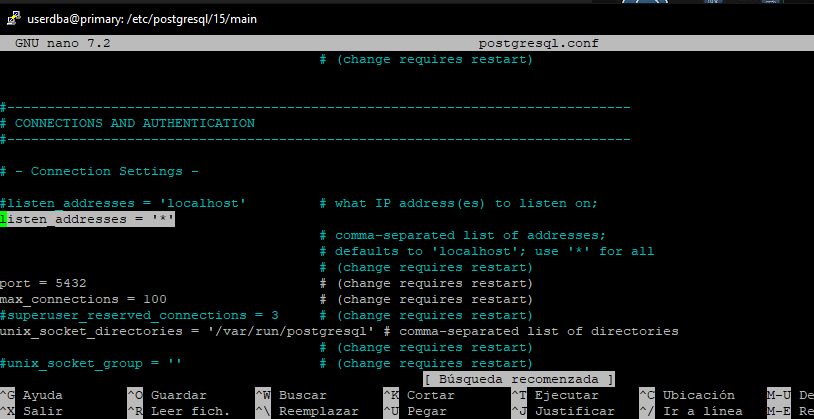 userdba@primary: /etc/postgresql/15/main
GNU nano 7.2 postgresql.conf
# (change requires restart)
#------------------------------------------------------------------------------
# CONNECTIONS AND AUTHENTICATION
#------------------------------------------------------------------------------
# - Connection Settings -
#listen_addresses = 'localhost' # what IP address(es) to listen on;
listen_addresses = '*'
# comma-separated list of addresses;
# defaults to 'localhost'; use '*' for all
# (change requires restart)
port = 5432 # (change requires restart)
max_connections = 100 # (change requires restart)
#superuser_reserved_connections = 3 # (change requires restart)
unix_socket_directories = '/var/run/postgresql' # comma-separated list of directories
# (change requires restart)
#unix_socket_group = '' # (change requires restart)
[ Búsqueda recomenzada ]
^G Ayuda ^O Guardar ^W Buscar ^K Cortar ^T Ejecutar ^C Ubicación M-U De
^X Salir ^R Leer fich. ^\ Reemplazar ^U Pegar ^J Justificar ^/ Ir a línea M-E Re